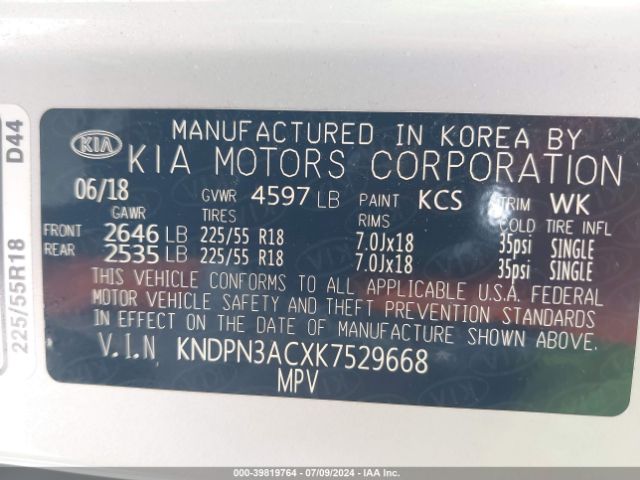 MANUFACTURED IN KOREA BY
KIA KIA MOTORS CORPORATION
06/18 GVWR 4597 LB PAINT KCS TRIM WK
GAWR TIRES RIMS COLD TIRE INFL
FRONT 2646 LB 225/55 R18 7.0Jx18 35psi SINGLE
REAR 2535 LB 225/55 R18 7.0Jx18 35psi SINGLE
THIS VEHICLE CONFORMS TO ALL APPLICABLE U.S.A. FEDERAL
MOTOR VEHICLE SAFETY AND THEFT PREVENTION STANDARDS
IN EFFECT ON THE DATE OF MANUFACTURE SHOWN ABOVE.
V.I.N KNDPN3ACXK7529668
MPV
225/55R18 D44
000-39819764 - 07/09/2024 - IAA, Inc.